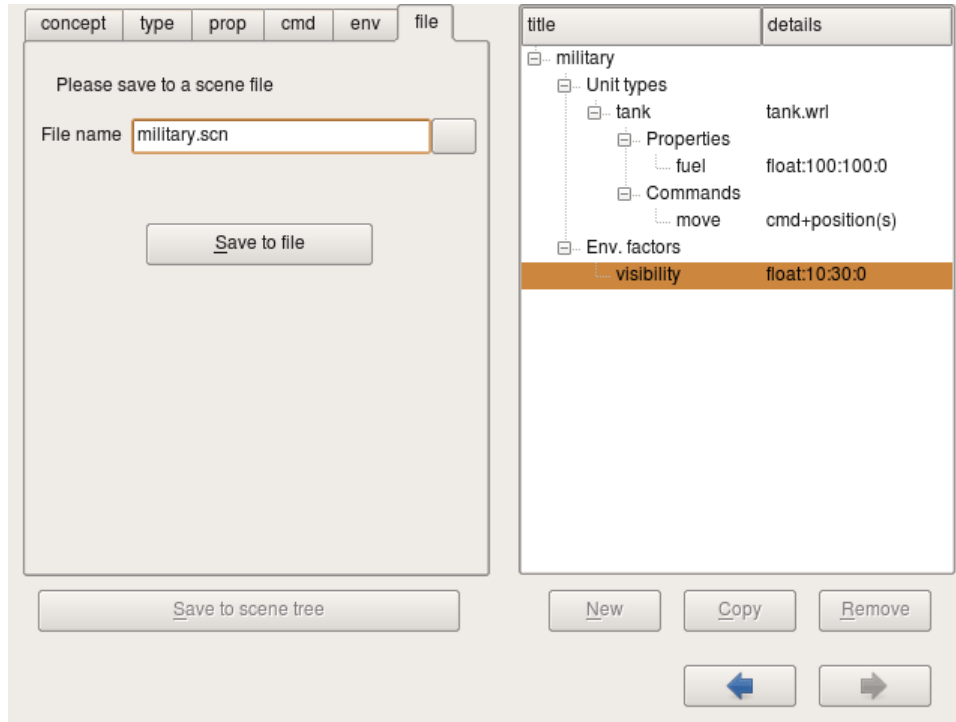 concept type prop cmd env file
Please save to a scene file
File name military.scn
Save to file
Save to scene tree
title details
military
Unit types
tank tank.wrl
Properties
fuel float:100:100:0
Commands
move cmd+position(s)
Env. factors
visibility float:10:30:0
New Copy Remove